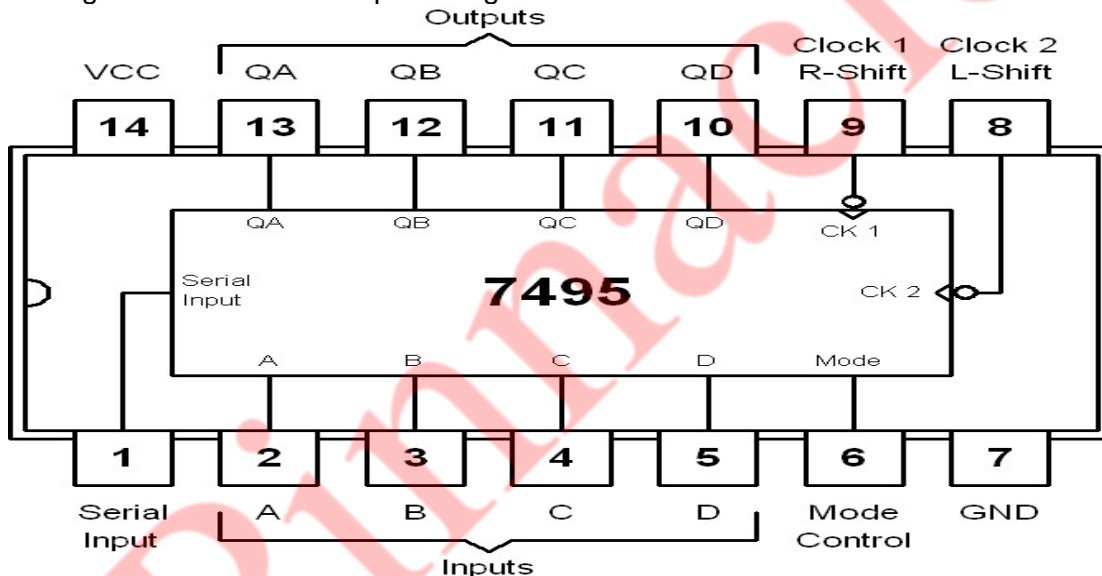 Outputs
Clock 1 Clock 2
VCC QA QB QC QD R-Shift L-Shift
14 13 12 11 10 9 8
QA QB QC QD CK 1
Serial
Input
7495
CK 2
A B C D Mode
1 2 3 4 5 6 7
Serial A B C D Mode GND
Input Control
Inputs
Pinnacl